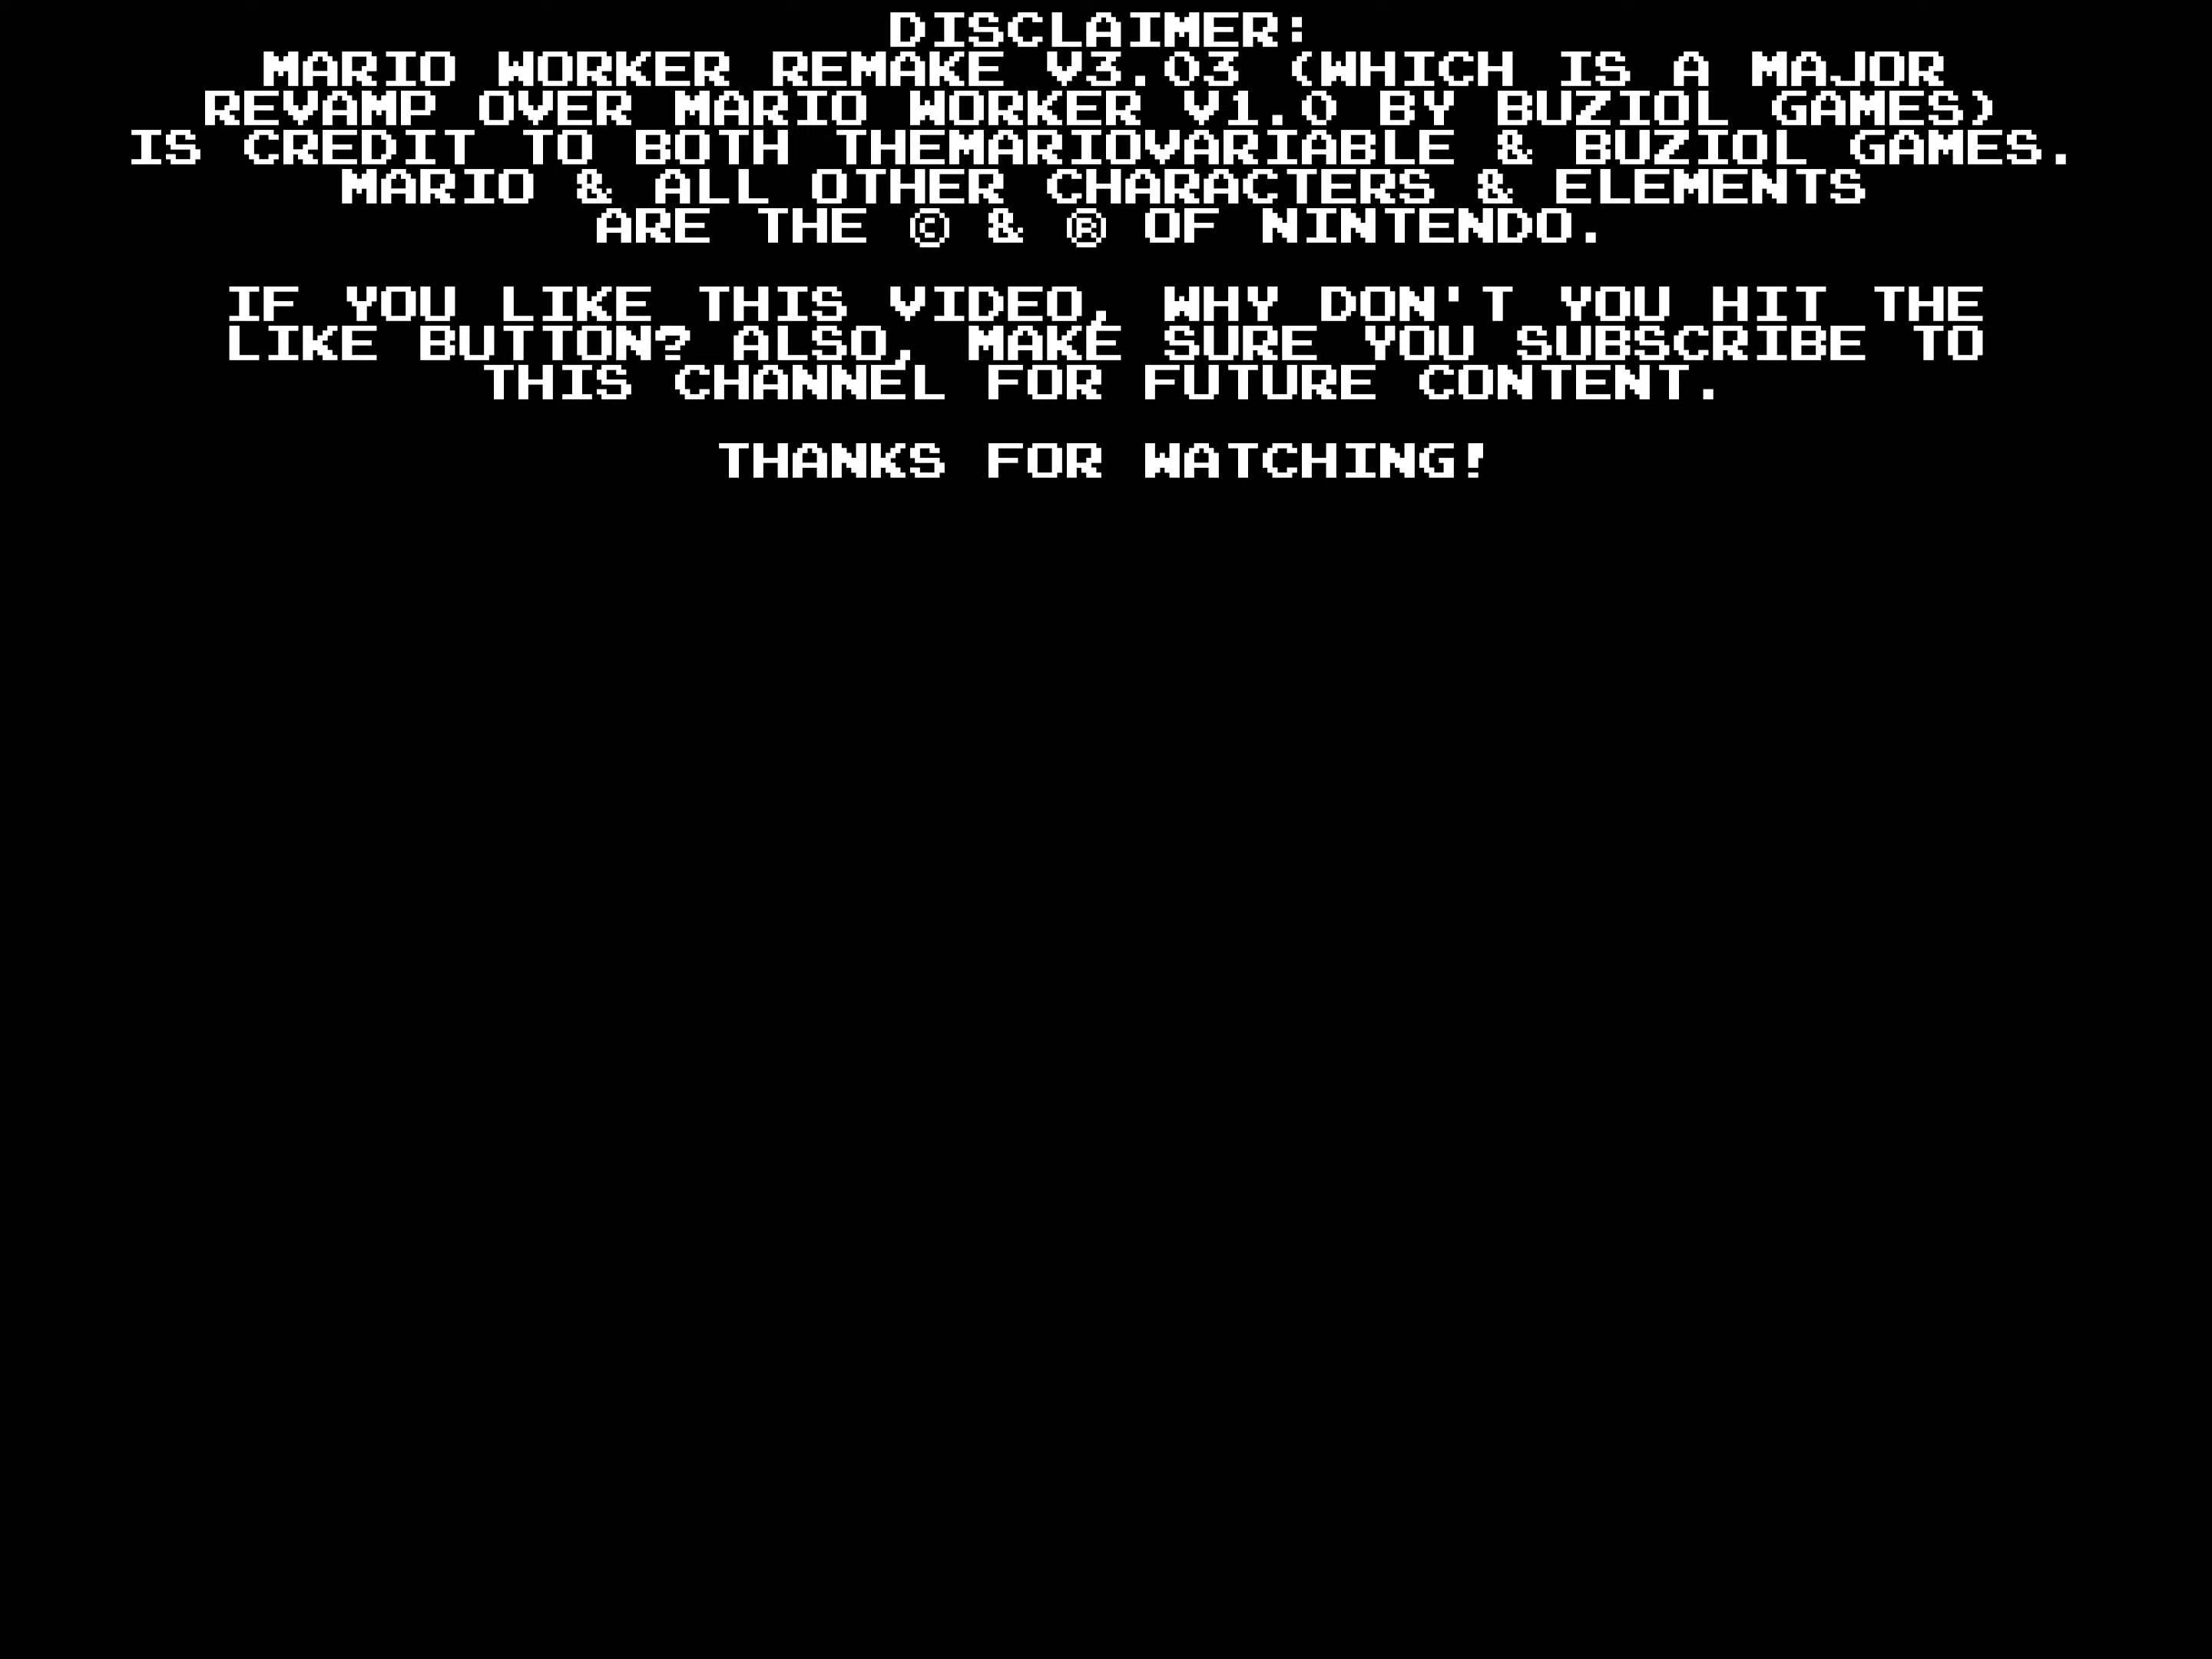 DISCLAIMER:
MARIO WORKER REMAKE V3.03 (WHICH IS A MAJOR
REVAMP OVER MARIO WORKER V1.0 BY BUZIOL GAMES)
IS CREDIT TO BOTH THEMARIOVARIABLE & BUZIOL GAMES.
MARIO & ALL OTHER CHARACTERS & ELEMENTS
ARE THE © & ® OF NINTENDO.
IF YOU LIKE THIS VIDEO, WHY DON'T YOU HIT THE
LIKE BUTTON? ALSO, MAKE SURE YOU SUBSCRIBE TO
THIS CHANNEL FOR FUTURE CONTENT.
THANKS FOR WATCHING!